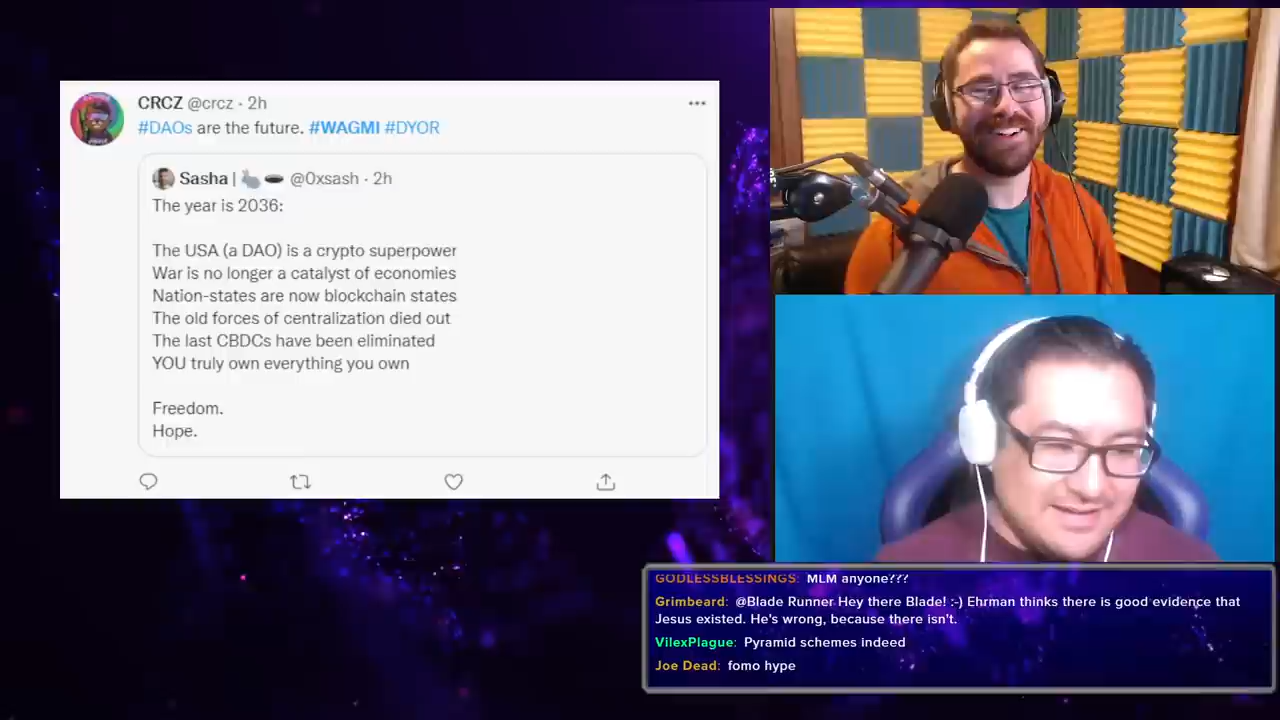 CRCZ @crcz · 2h
#DAOs are the future. #WAGMI #DYOR
Sasha | @0xsash · 2h
The year is 2036:
The USA (a DAO) is a crypto superpower
War is no longer a catalyst of economies
Nation-states are now blockchain states
The old forces of centralization died out
The last CBDCs have been eliminated
YOU truly own everything you own
Freedom.
Hope.
GODLESSBLESSINGS: MLM anyone???
Grimbeard: @Blade Runner Hey there Blade! :-) Ehrman thinks there is good evidence that
Jesus existed. He's wrong, because there isn't.
VilexPlague: Pyramid schemes indeed
Joe Dead: fomo hype